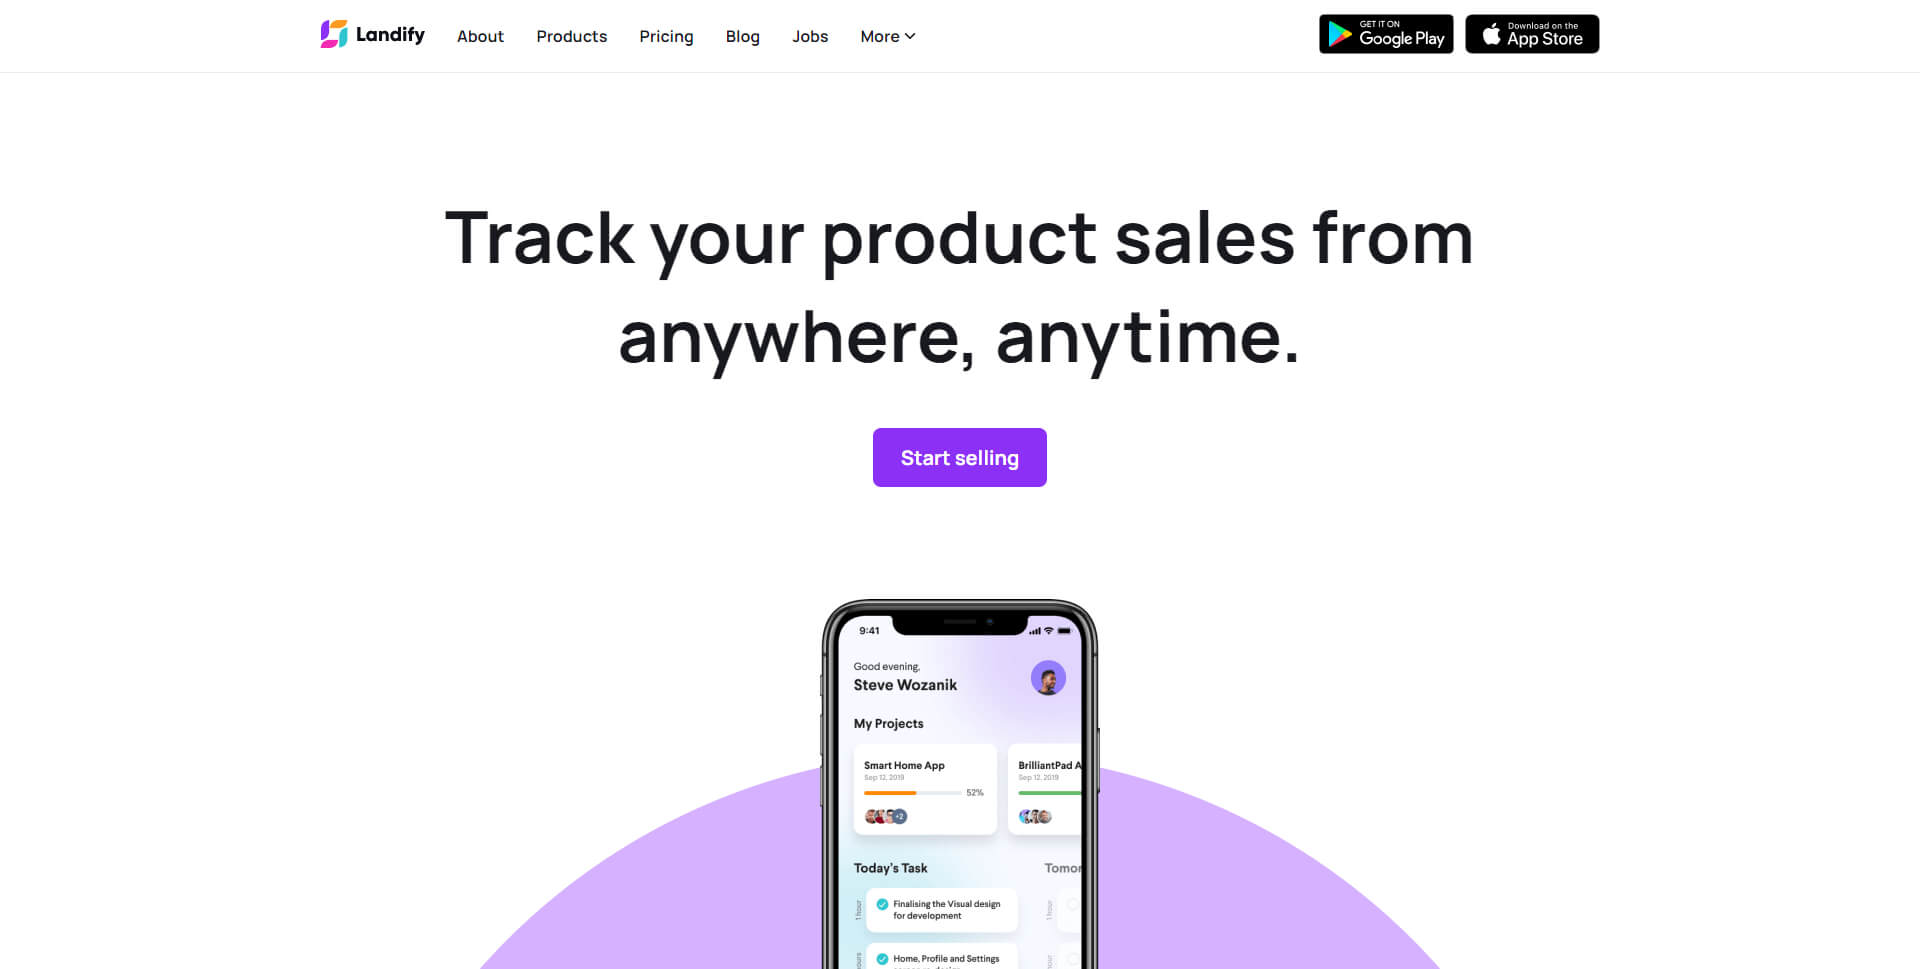 Landify
About
Products
Pricing
Blog
Jobs
More
GET IT ON
Google Play
Download on the
App Store
Track your product sales from
anywhere, anytime.
Start selling
9:41
Good evening,
Steve Wozanik
My Projects
Smart Home App
Sep 12, 2019
52%
+2
BrilliantPad A
Sep 12, 2019
Today's Task
Tomor
1 hour
Finalising the Visual design
for development
1 hour
ours
Home, Profile and Settings
our